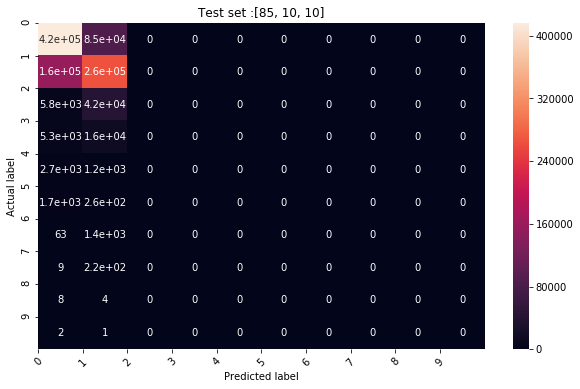 Test set :[85, 10, 10]
0 4.2e+05 8.5e+04 0 0 0 0 0 0 0 0 400000
1 1.6e+05 2.6e+05 0 0 0 0 0 0 0 0
2 5.8e+03 4.2e+04 0 0 0 0 0 0 0 0 320000
3 5.3e+03 1.6e+04 0 0 0 0 0 0 0 0
4 2.7e+03 1.2e+03 0 0 0 0 0 0 0 0 240000
5 1.7e+03 2.6e+02 0 0 0 0 0 0 0 0
6 63 1.4e+03 0 0 0 0 0 0 0 0 160000
7 9 2.2e+02 0 0 0 0 0 0 0 0
8 8 4 0 0 0 0 0 0 0 0 80000
9 2 1 0 0 0 0 0 0 0 0 0
Actual label
0 1 2 3 4 5 6 7 8 9
Predicted label